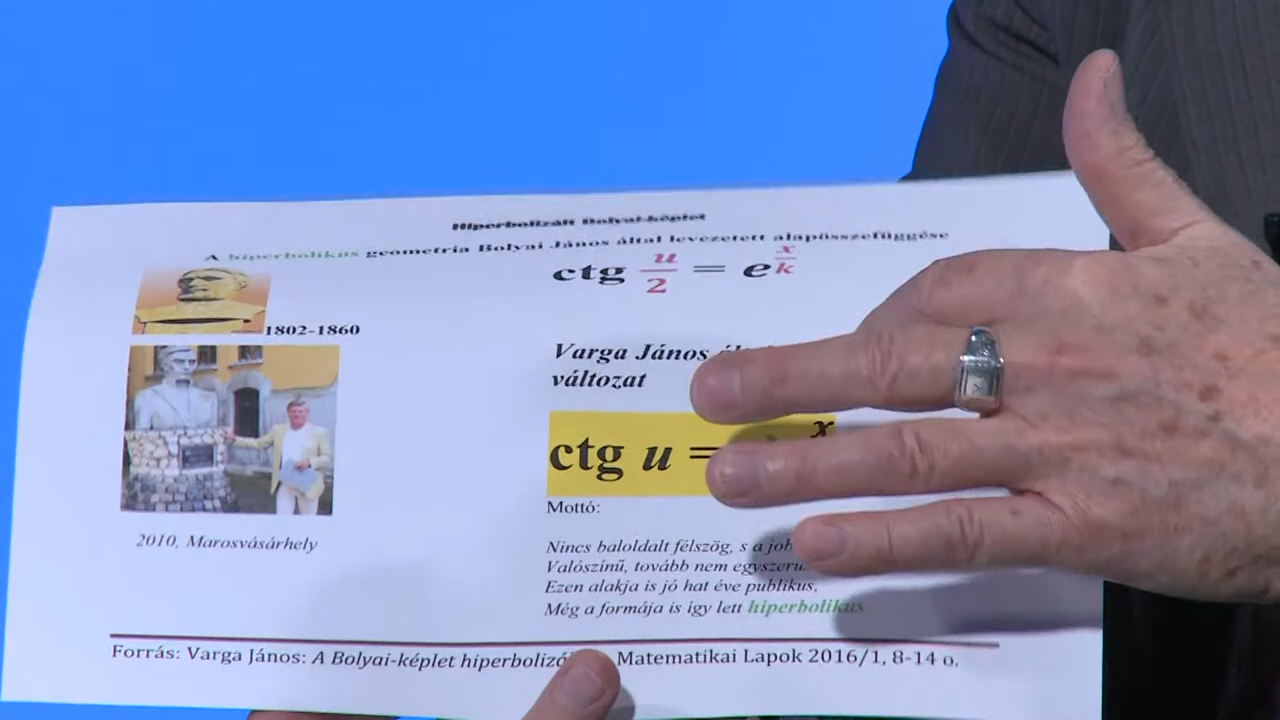 Hiperbolizált Bolyai-képlet
A hiperbolikus geometria Bolyai János által levezetett alapösszefüggése
ctg u/2 = e^x/k
1802-1860
Varga János
változat
ctg u = x
2010, Marosvásárhely
Mottó:
Nincs baloldalt félszög, s a
Valószínű, tovább nem
Ezen alakja is jó hat éve publikus,
Még a formája is így lett hiperbolikus
Forrás: Varga János: A Bolyai-képlet Matematikai Lapok 2016/1, 8-14 o.